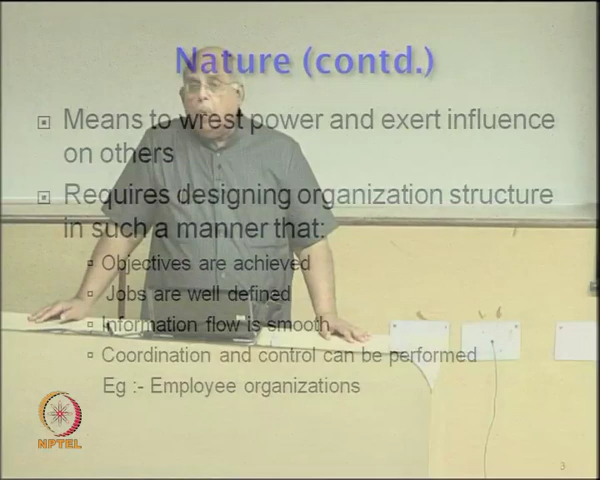 Nature (contd.)
Means to wrest power and exert influence
on others
Requires designing organization structure
in such a manner that:
Objectives are achieved
Jobs are well defined
Information flow is smooth
Coordination and control can be performed
Eg :- Employee organizations
NPTEL
3